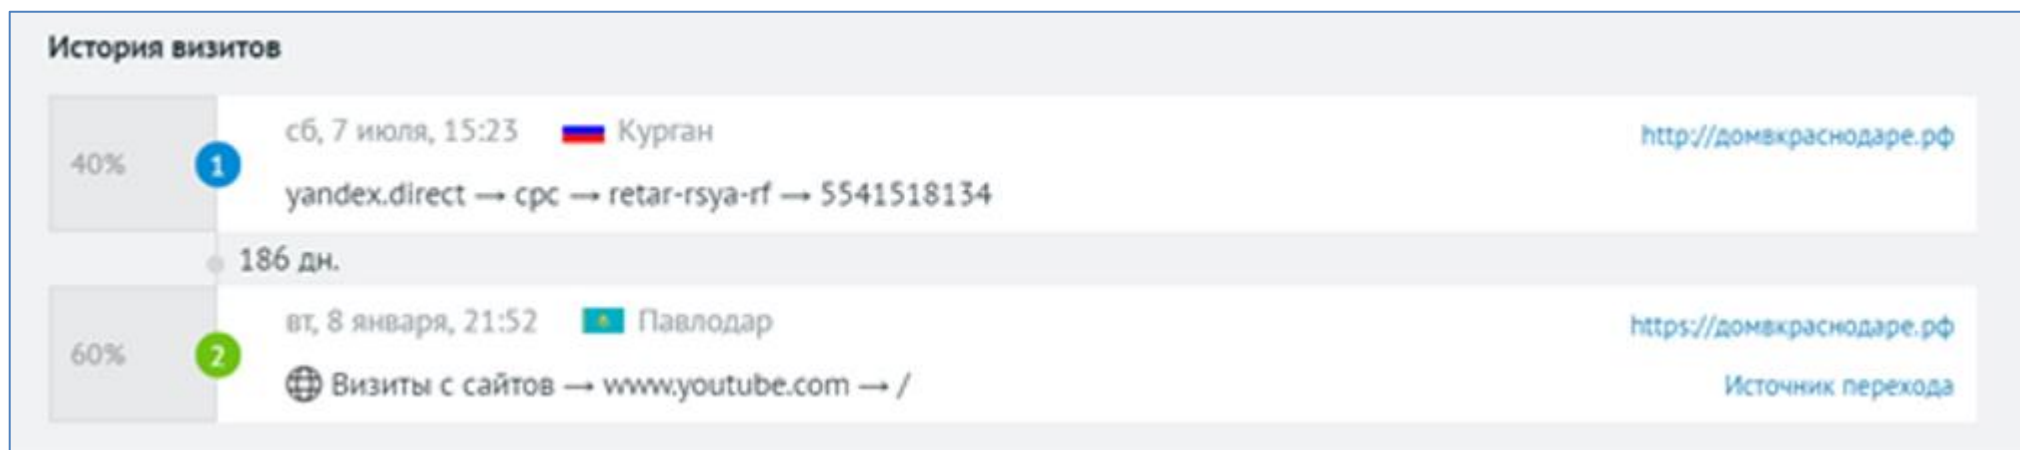 История визитов
40% 1 сб, 7 июля, 15:23 Курган http://домвкраснодаре.рф
yandex.direct → cpc → retar-rsya-rf → 5541518134
186 дн.
60% 2 вт, 8 января, 21:52 Павлодар https://домвкраснодаре.рф
Визиты с сайтов → www.youtube.com → / Источник перехода